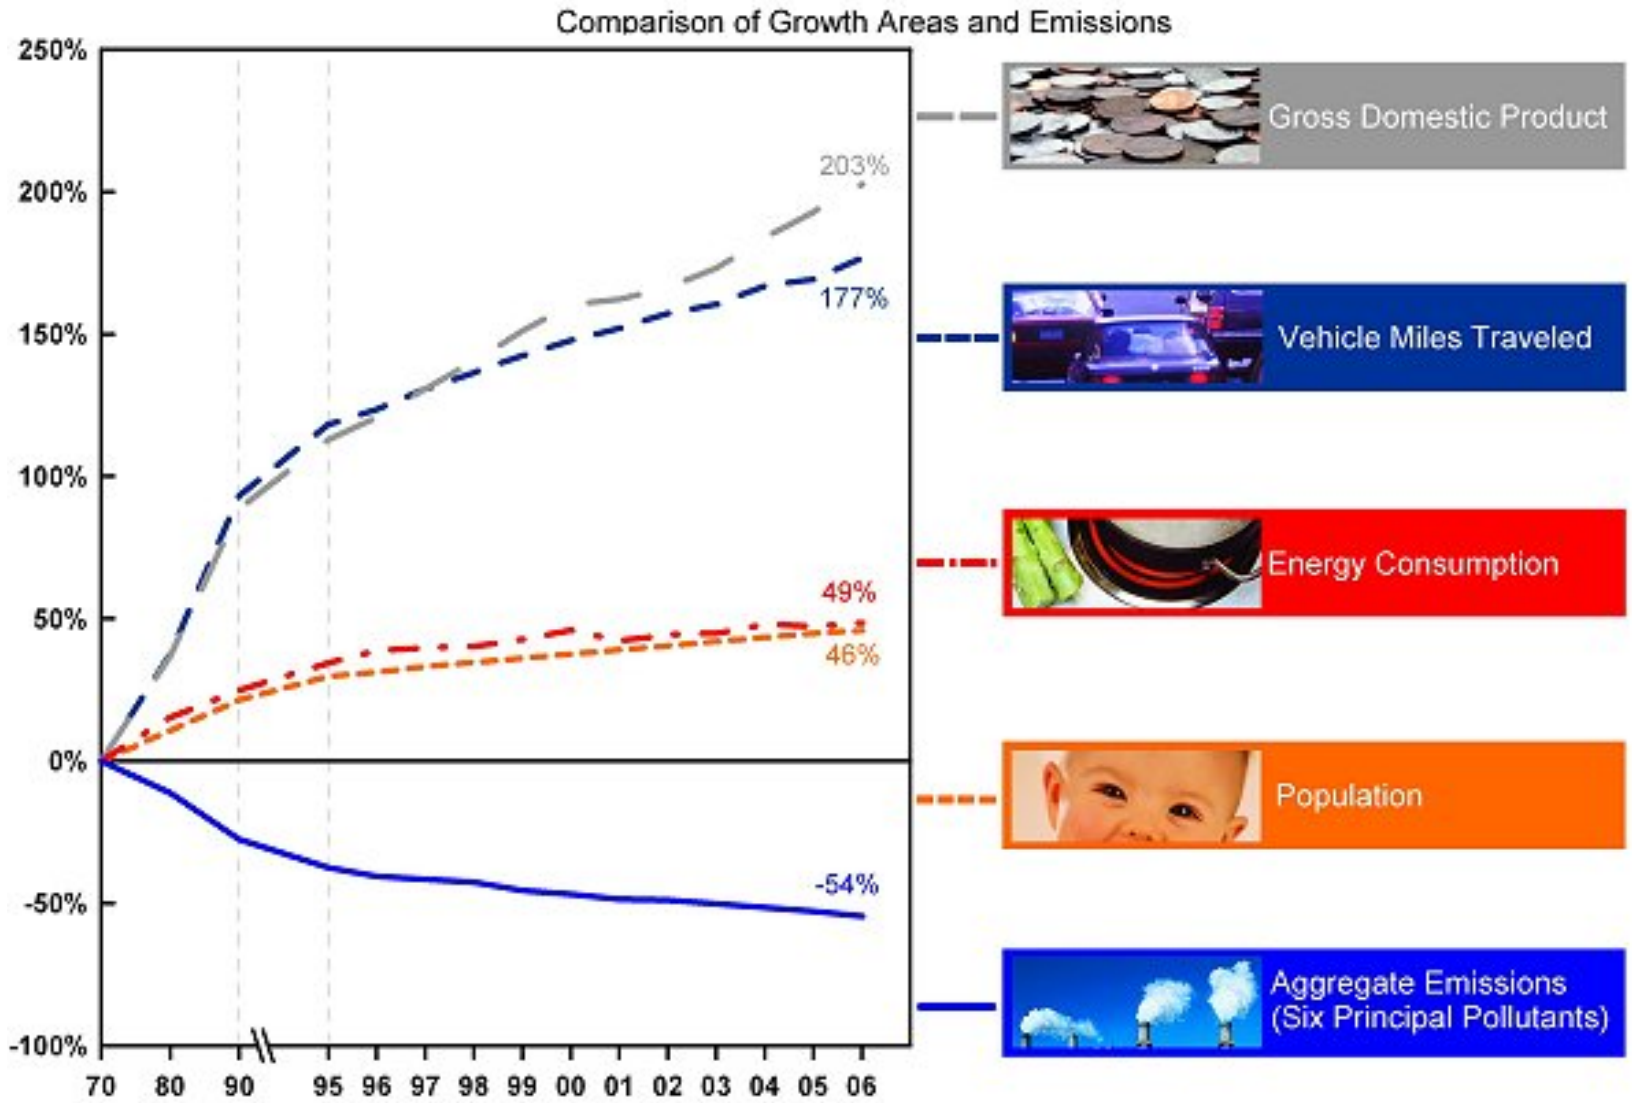 Comparison of Growth Areas and Emissions
250%
200%
150%
100%
50%
0%
-50%
-100%
203%
177%
49%
46%
-54%
70 80 90 95 96 97 98 99 00 01 02 03 04 05 06
Gross Domestic Product
Vehicle Miles Traveled
Energy Consumption
Population
Aggregate Emissions
(Six Principal Pollutants)